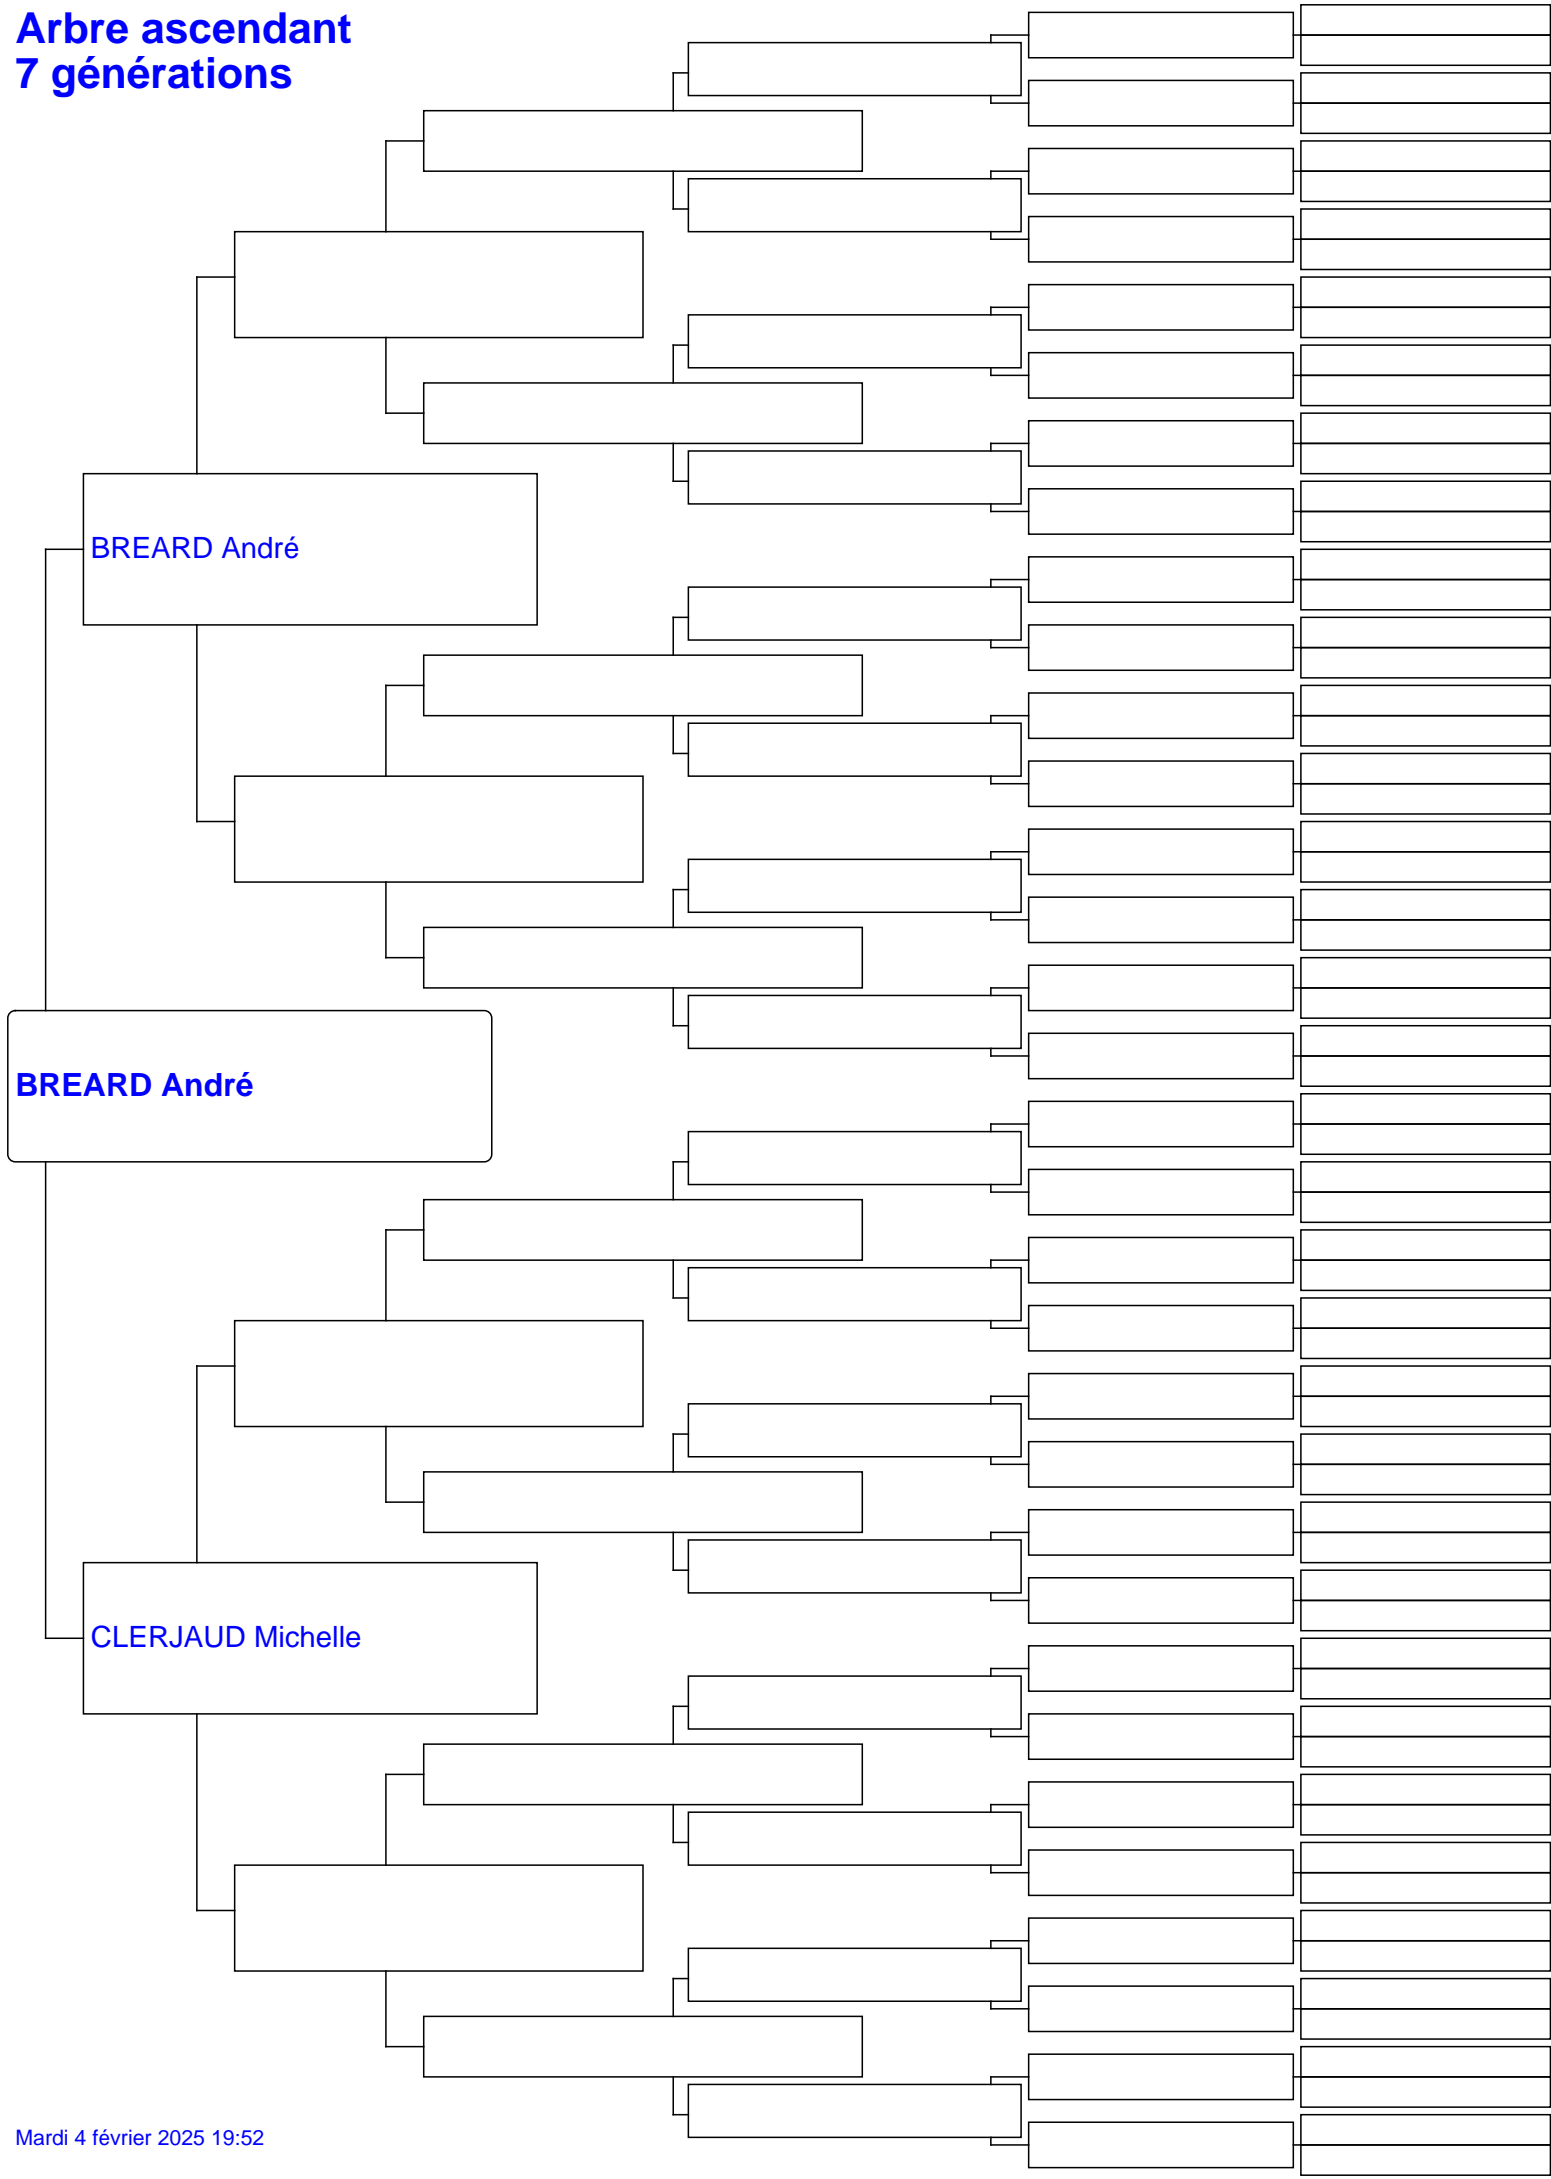 Arbre ascendant
7 générations
BREARD André
BREARD André
CLERJAUD Michelle
Mardi 4 février 2025 19:52